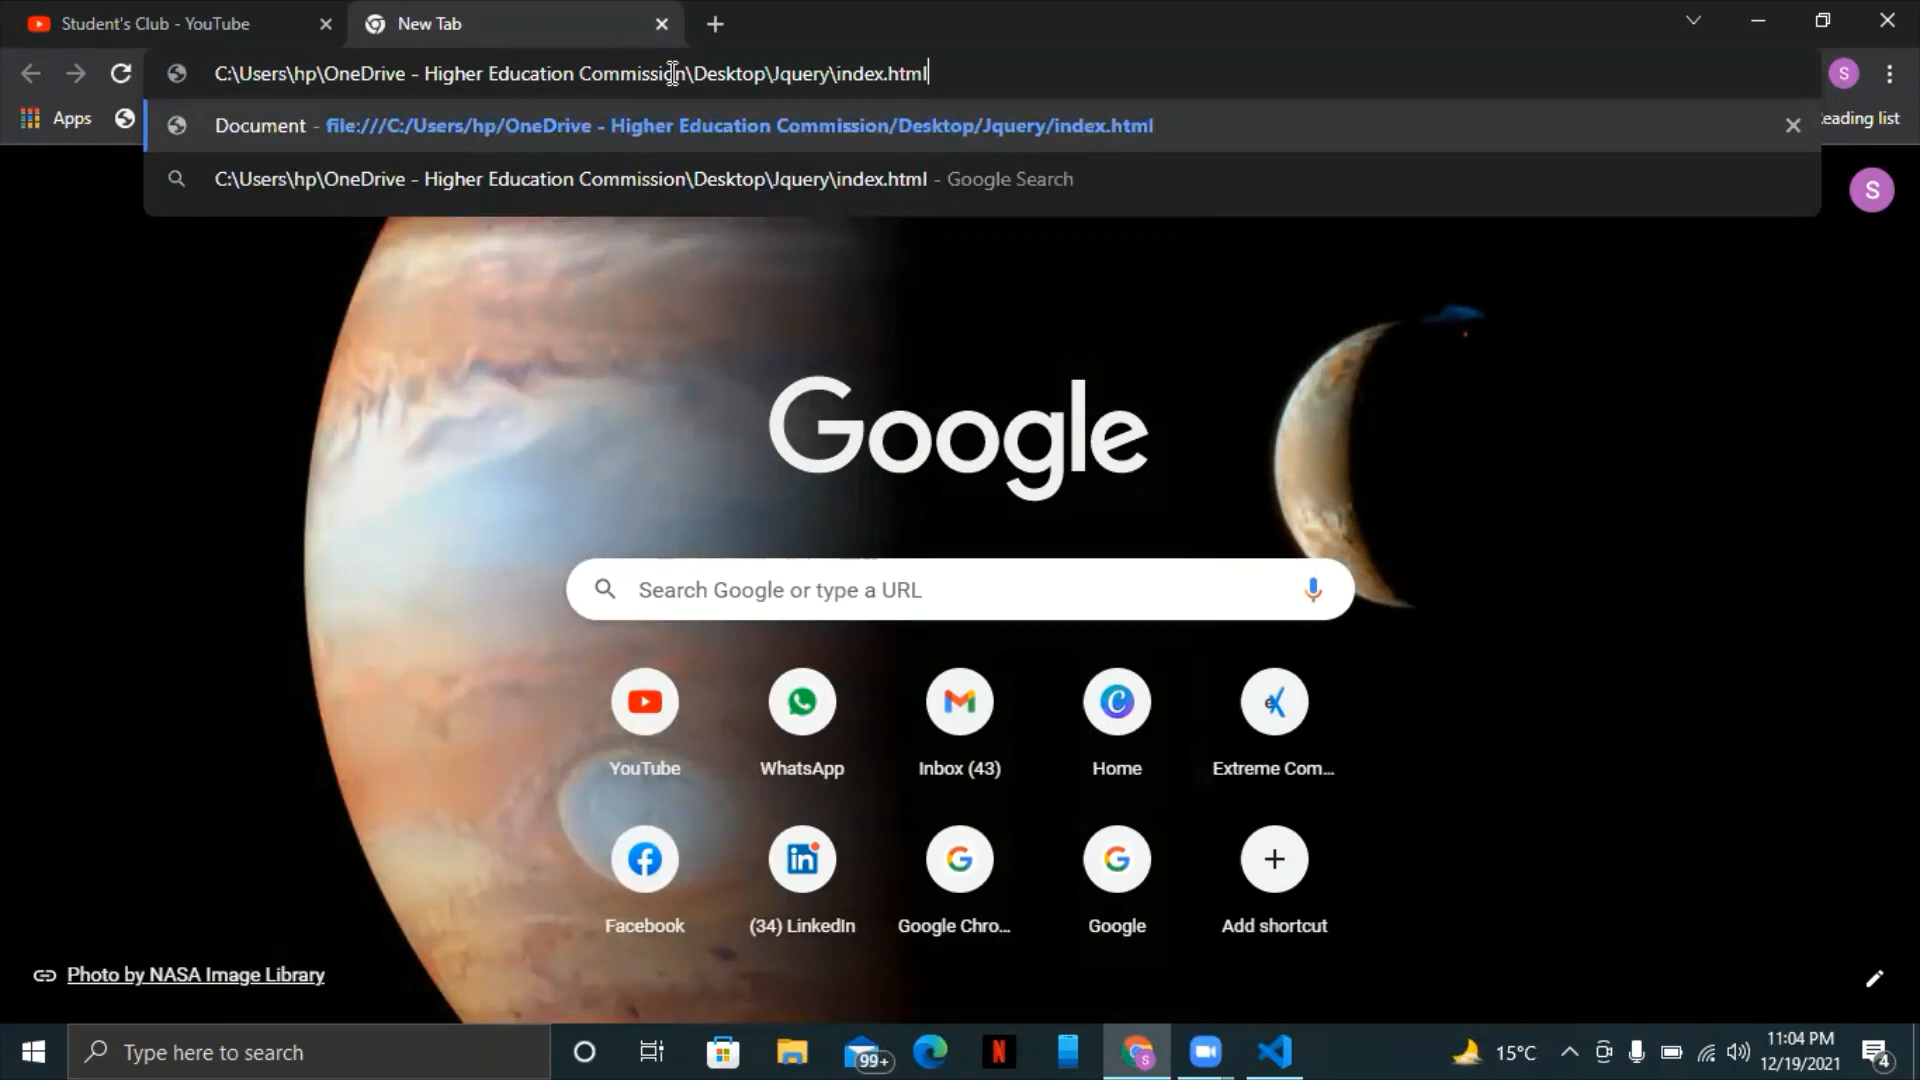 Student's Club - YouTube
New Tab
C:\Users\hp\OneDrive - Higher Education Commission\Desktop\Jquery\index.html
S
Apps
Document - file:///C:/Users/hp/OneDrive - Higher Education Commission/Desktop/Jquery/index.html
eading list
C:\Users\hp\OneDrive - Higher Education Commission\Desktop\Jquery\index.html - Google Search
S
Google
Search Google or type a URL
YouTube
WhatsApp
Inbox (43)
Home
Extreme Com...
Facebook
(34) LinkedIn
Google Chro...
Google
Add shortcut
Photo by NASA Image Library
Type here to search
99+
N
S
15°C
11:04 PM
12/19/2021
4